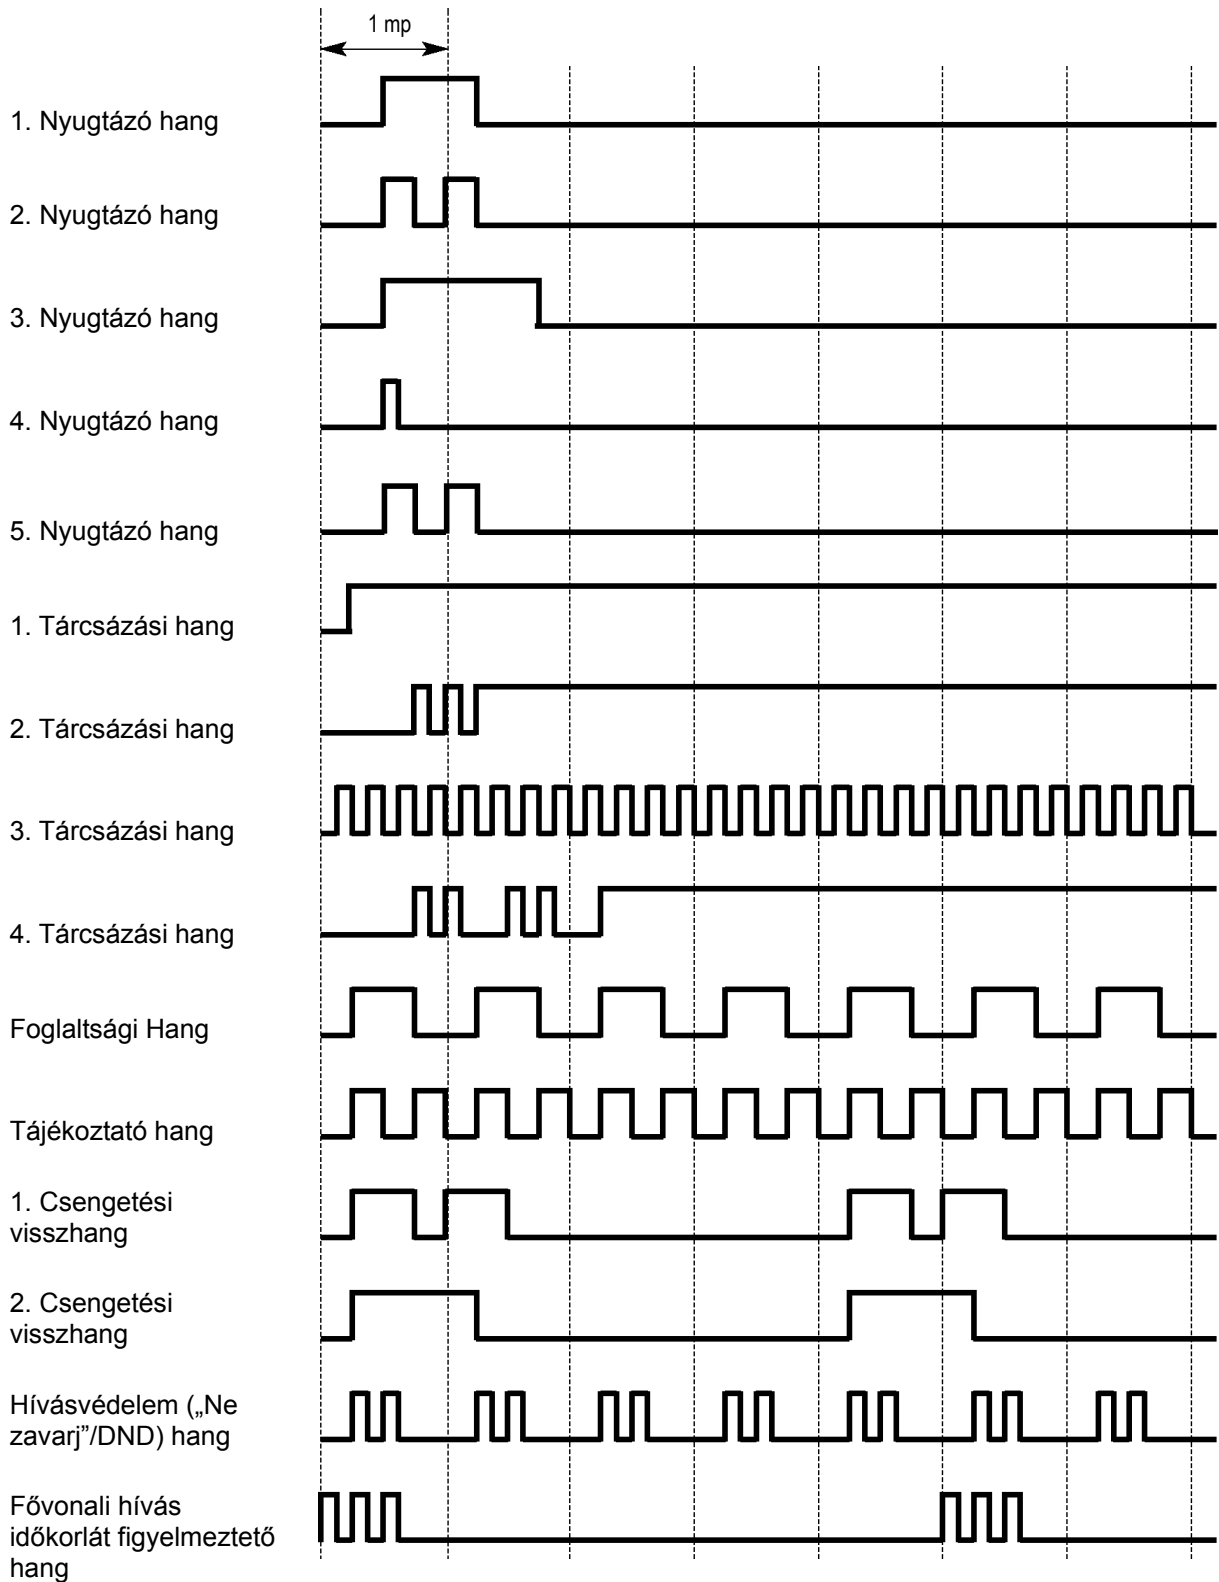 1 mp
1. Nyugtázó hang
2. Nyugtázó hang
3. Nyugtázó hang
4. Nyugtázó hang
5. Nyugtázó hang
1. Tárcsázási hang
2. Tárcsázási hang
3. Tárcsázási hang
4. Tárcsázási hang
Foglaltsági Hang
Tájékoztató hang
1. Csengetési
visszhang
2. Csengetési
visszhang
Hívásvédelem („Ne
zavarj”/DND) hang
Fővonali hívás
időkorlát figyelmeztető
hang